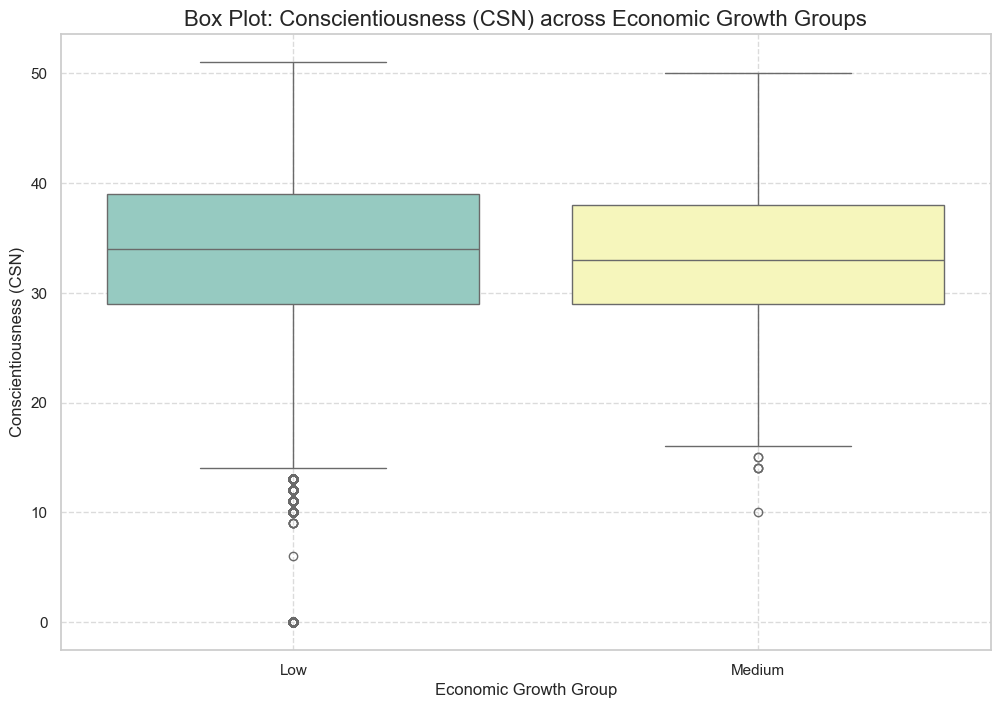 Box Plot: Conscientiousness (CSN) across Economic Growth Groups
50
40
30
20
10
0
Conscientiousness (CSN)
Low
Medium
Economic Growth Group